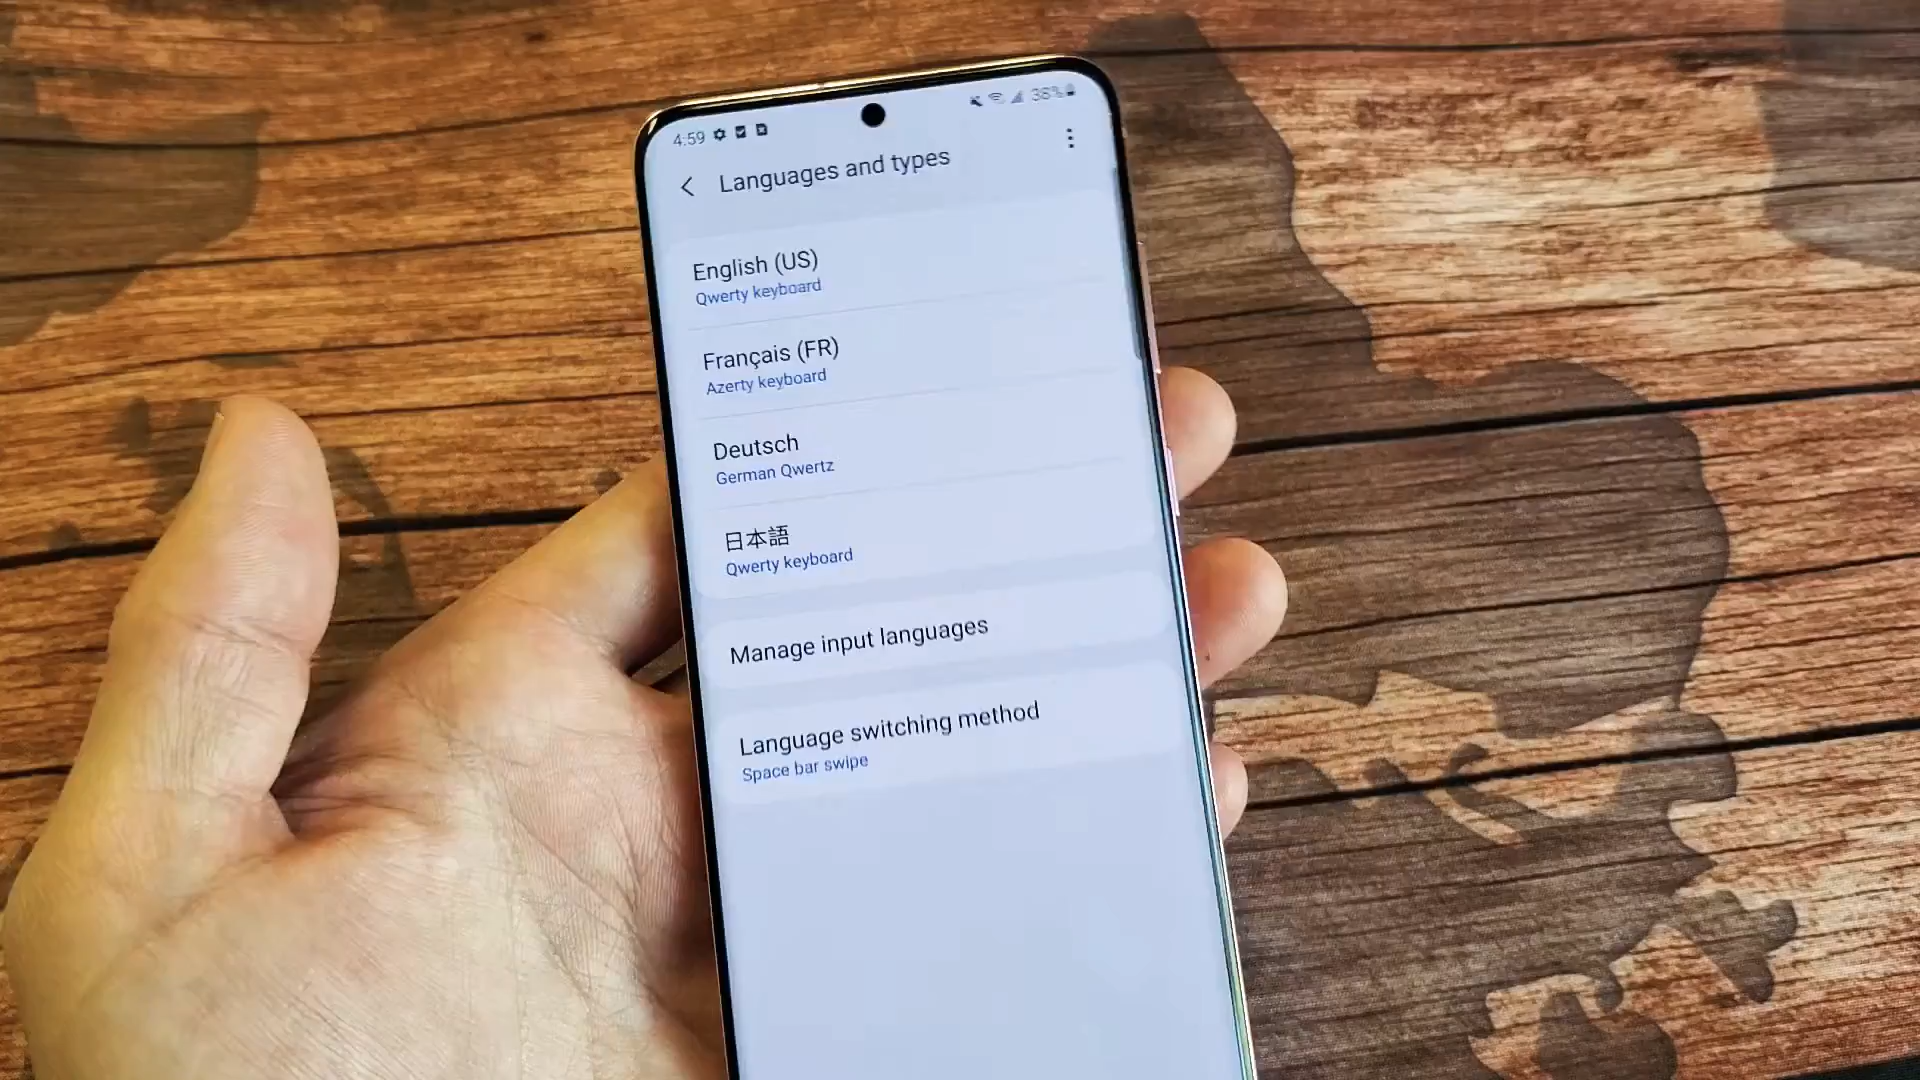 4:59
38%
Languages and types
English (US)
Qwerty keyboard
Français (FR)
Azerty keyboard
Deutsch
German Qwertz
日本語
Qwerty keyboard
Manage input languages
Language switching method
Space bar swipe